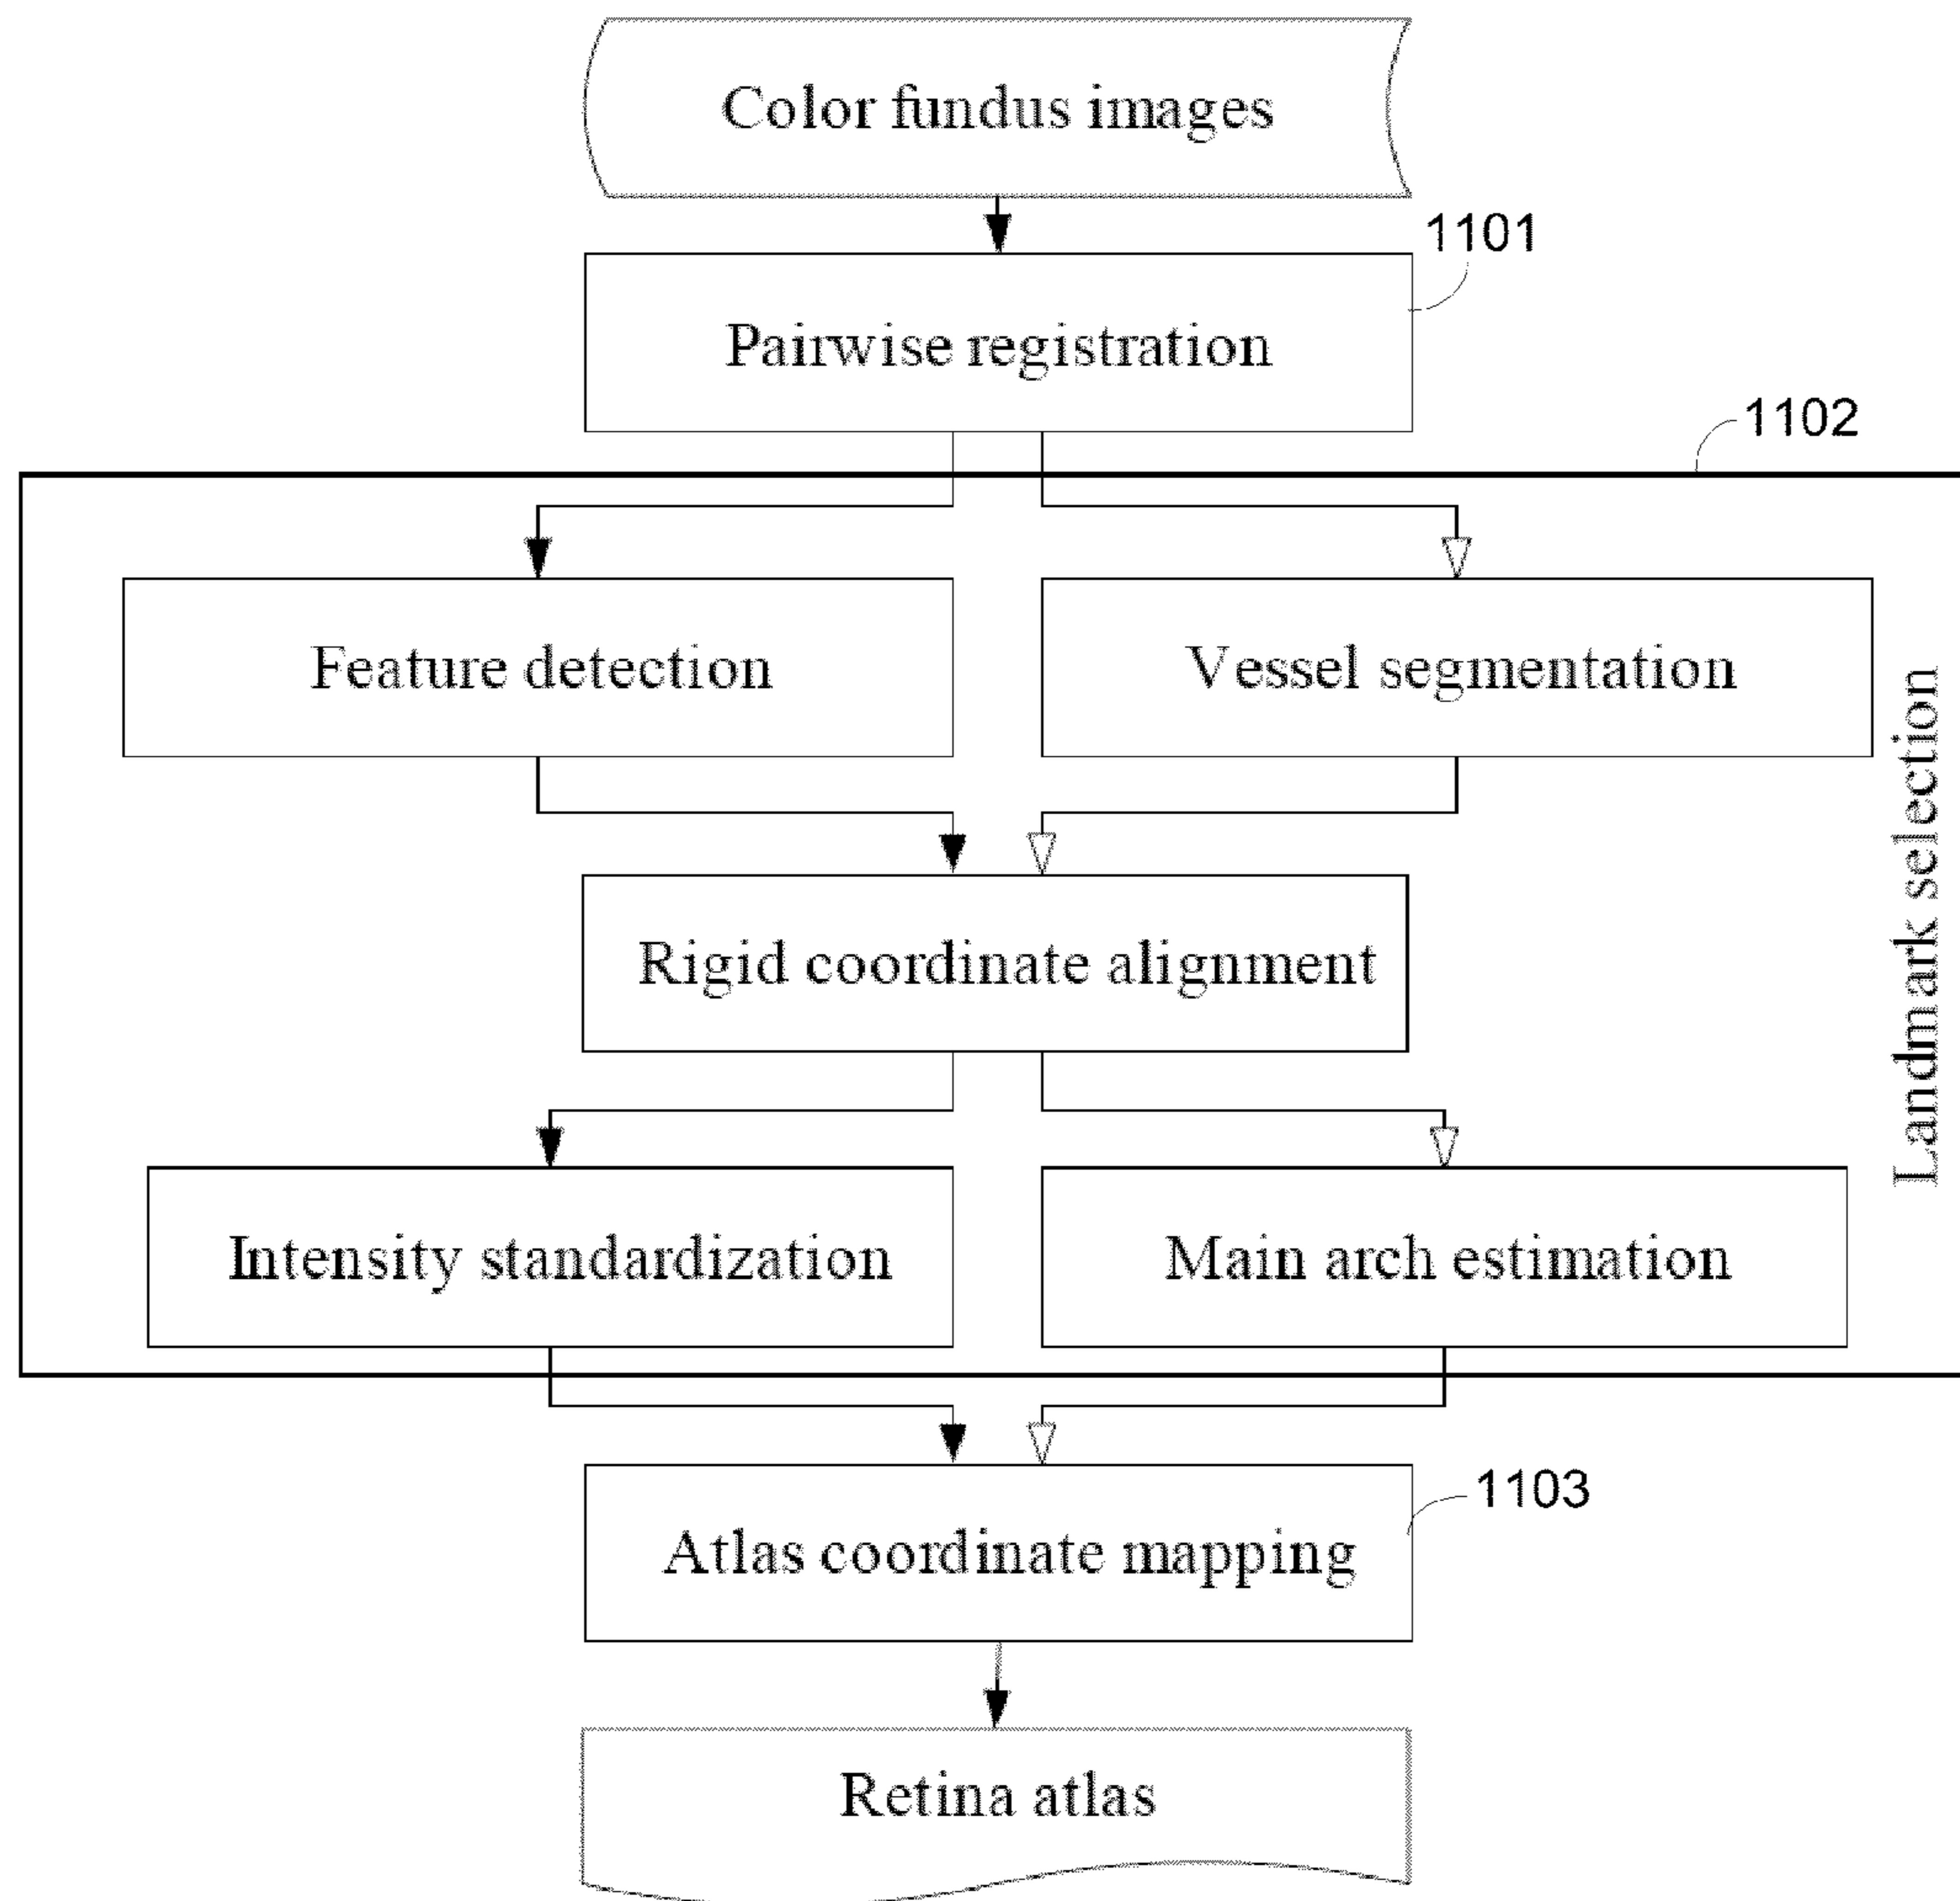 Color fundus images
1101
Pairwise registration
1102
Feature detection
Vessel segmentation
Landmark selection
Rigid coordinate alignment
Intensity standardization
Main arch estimation
1103
Atlas coordinate mapping
Retina atlas